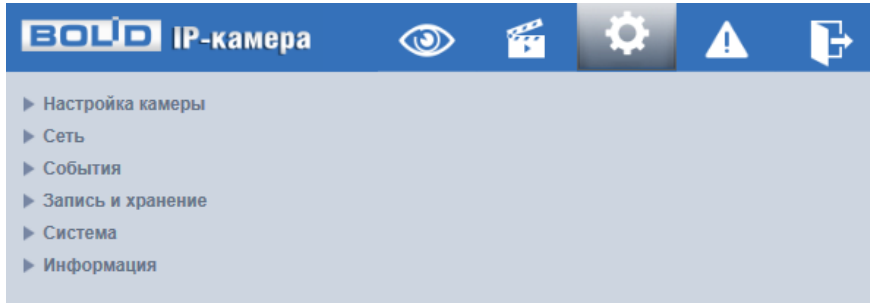 BOLID IP-камера
Настройка камеры
Сеть
События
Запись и хранение
Система
Информация